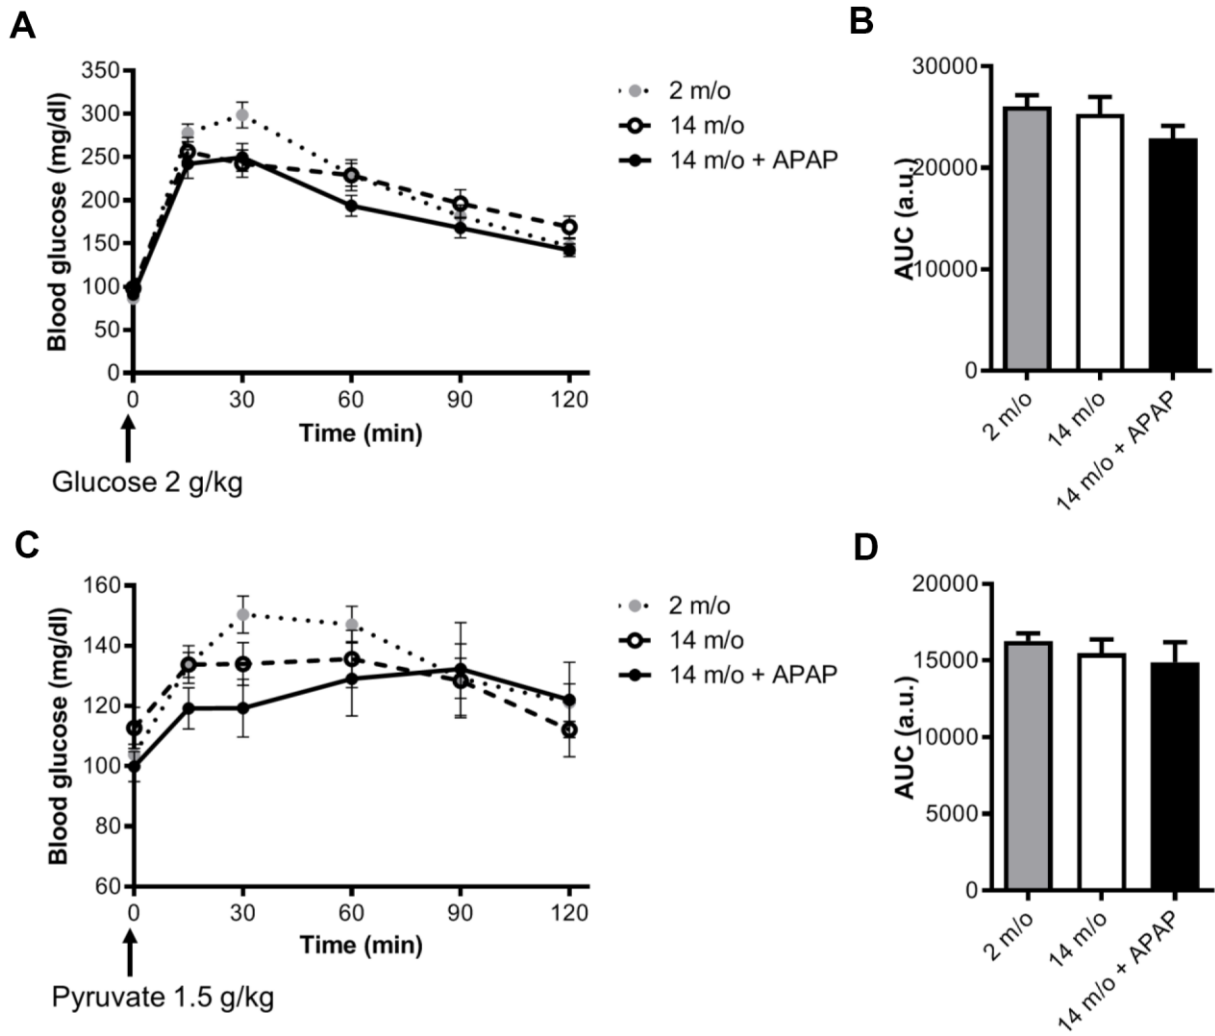 A
Blood glucose (mg/dl)
350
300
250
200
150
100
50
0
0 30 60 90 120
Time (min)
Glucose 2 g/kg
2 m/o
14 m/o
14 m/o + APAP
B
AUC (a.u.)
30000
20000
10000
0
2 m/o
14 m/o
14 m/o + APAP
C
Blood glucose (mg/dl)
160
140
120
100
80
60
0 30 60 90 120
Time (min)
Pyruvate 1.5 g/kg
2 m/o
14 m/o
14 m/o + APAP
D
AUC (a.u.)
20000
15000
10000
5000
0
2 m/o
14 m/o
14 m/o + APAP